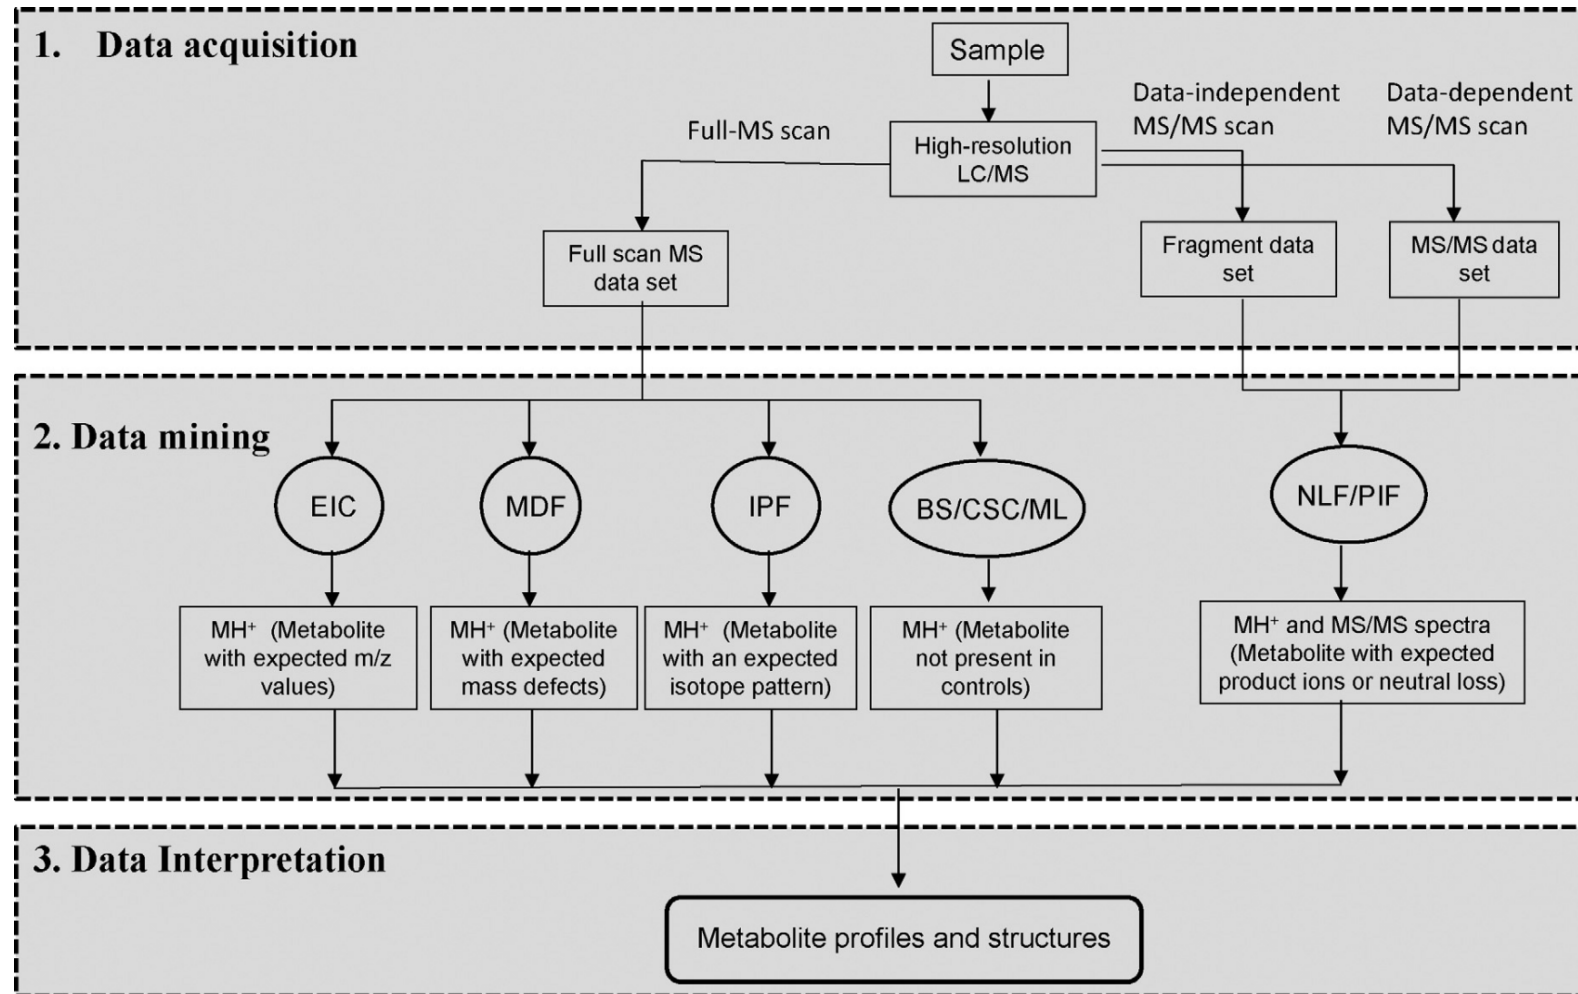 1. Data acquisition
Sample
Full-MS scan
High-resolution
LC/MS
Data-independent
MS/MS scan
Data-dependent
MS/MS scan
Full scan MS
data set
Fragment data
set
MS/MS data
set
2. Data mining
EIC
MDF
IPF
BS/CSC/ML
NLF/PIF
MH⁺ (Metabolite
with expected m/z
values)
MH⁺ (Metabolite
with expected
mass defects)
MH⁺ (Metabolite
with an expected
isotope pattern)
MH⁺ (Metabolite
not present in
controls)
MH⁺ and MS/MS spectra
(Metabolite with expected
product ions or neutral loss)
3. Data Interpretation
Metabolite profiles and structures